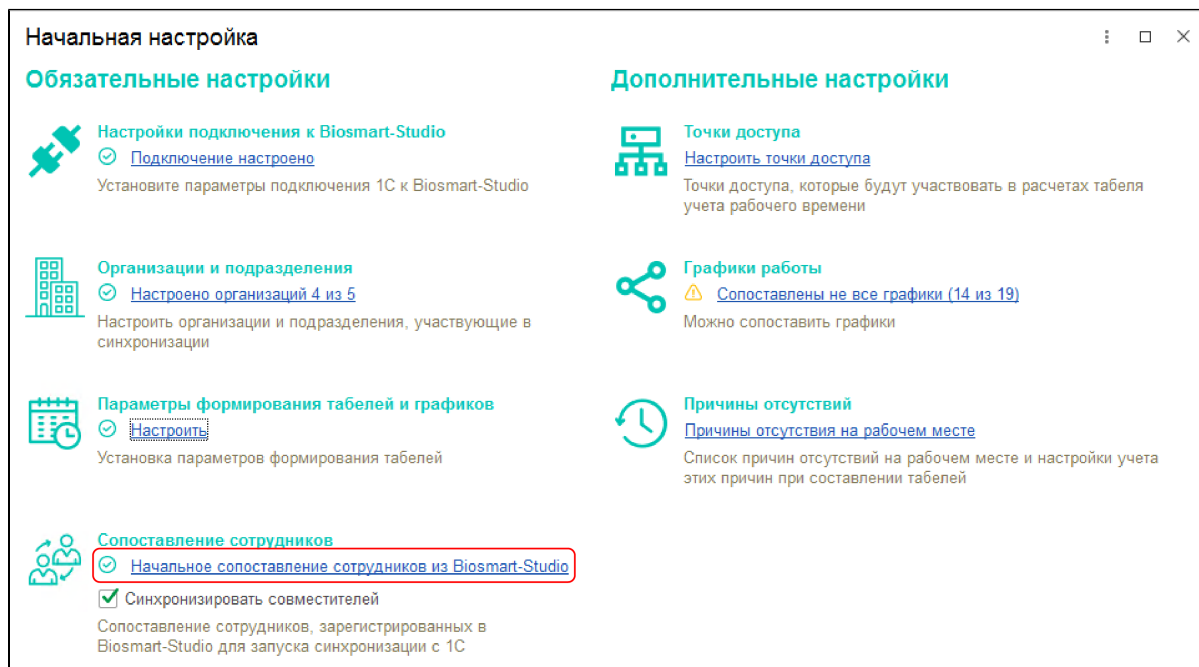 Начальная настройка
Обязательные настройки
Настройки подключения к Biosmart-Studio
Подключение настроено
Установите параметры подключения 1С к Biosmart-Studio
Организации и подразделения
Настроено организаций 4 из 5
Настроить организации и подразделения, участвующие в
синхронизации
Параметры формирования табелей и графиков
Настроить
Установка параметров формирования табелей
Сопоставление сотрудников
Начальное сопоставление сотрудников из Biosmart-Studio
Синхронизировать совместителей
Сопоставление сотрудников, зарегистрированных в
Biosmart-Studio для запуска синхронизации с 1С
Дополнительные настройки
Точки доступа
Настроить точки доступа
Точки доступа, которые будут участвовать в расчетах табеля
учета рабочего времени
Графики работы
Сопоставлены не все графики (14 из 19)
Можно сопоставить графики
Причины отсутствий
Причины отсутствия на рабочем месте
Список причин отсутствий на рабочем месте и настройки учета
этих причин при составлении табелей